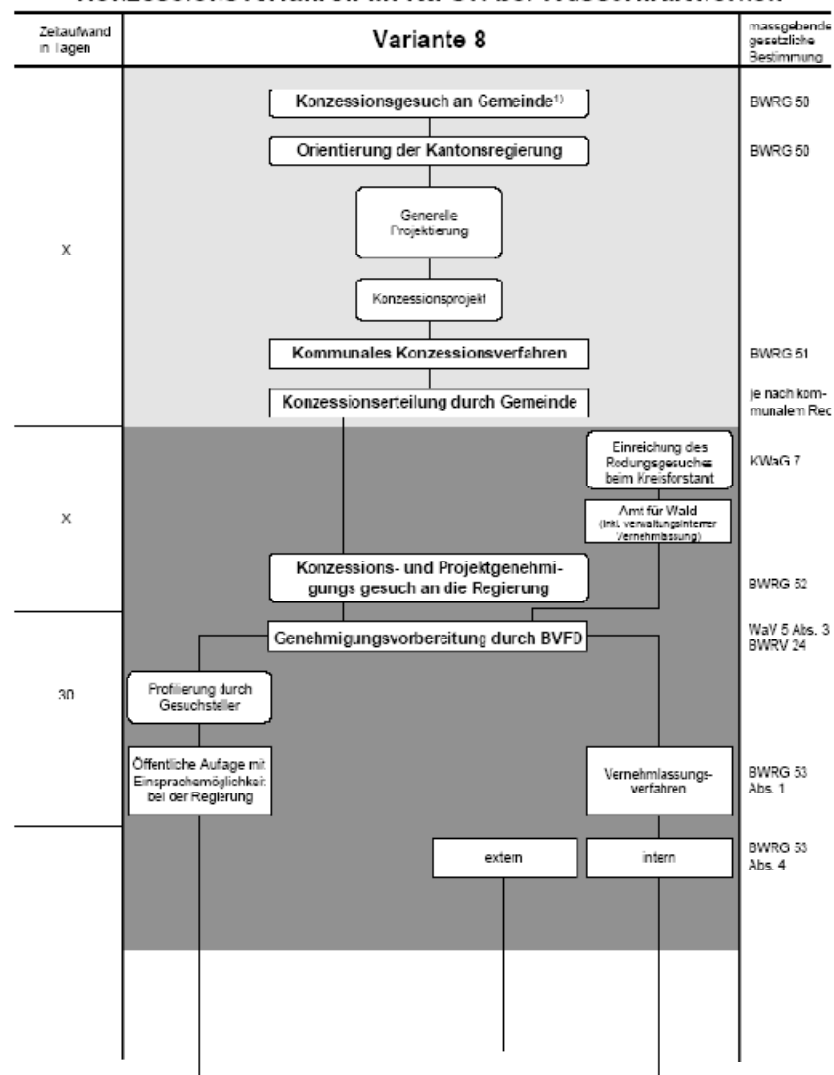 Zeitaufwand
in Tagen
Variante 8
massgebende
gesetzliche
Bestimmung
Konzessionsgesuch an Gemeinde¹⁾
BWRG 50
Orientierung der Kantonsregierung
BWRG 50
Generelle
Projektierung
X
Konzessionsprojekt
Kommunales Konzessionsverfahren
BWRG 51
Konzessionserteilung durch Gemeinde
je nach kom-
munalem Rec
Einreichung des
Rodungsgesuches
beim Kreisforstamt
KWaG 7
X
Amt für Wald
(inkl. verwaltungsinterner
Vernehmlassung)
Konzessions- und Projektgenehmi-
gungs gesuch an die Regierung
BWRG 52
Genehmigungsvorbereitung durch BVFD
WaV 5 Abs. 3
BWRV 24
30
Profilierung durch
Gesuchsteller
Öffentliche Aufage mit
Einsprachemöglichkeit
bei der Regierung
Vernehmlassungs-
verfahren
BWRG 53
Abs. 1
extern
intern
BWRG 53
Abs. 4